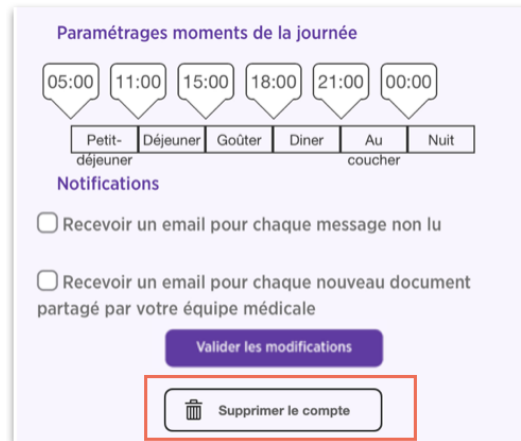 Paramétrages moments de la journée
05:00 11:00 15:00 18:00 21:00 00:00
Petit- Déjeuner Goûter Diner Au Nuit
déjeuner coucher
Notifications
Recevoir un email pour chaque message non lu
Recevoir un email pour chaque nouveau document
partagé par votre équipe médicale
Valider les modifications
Supprimer le compte